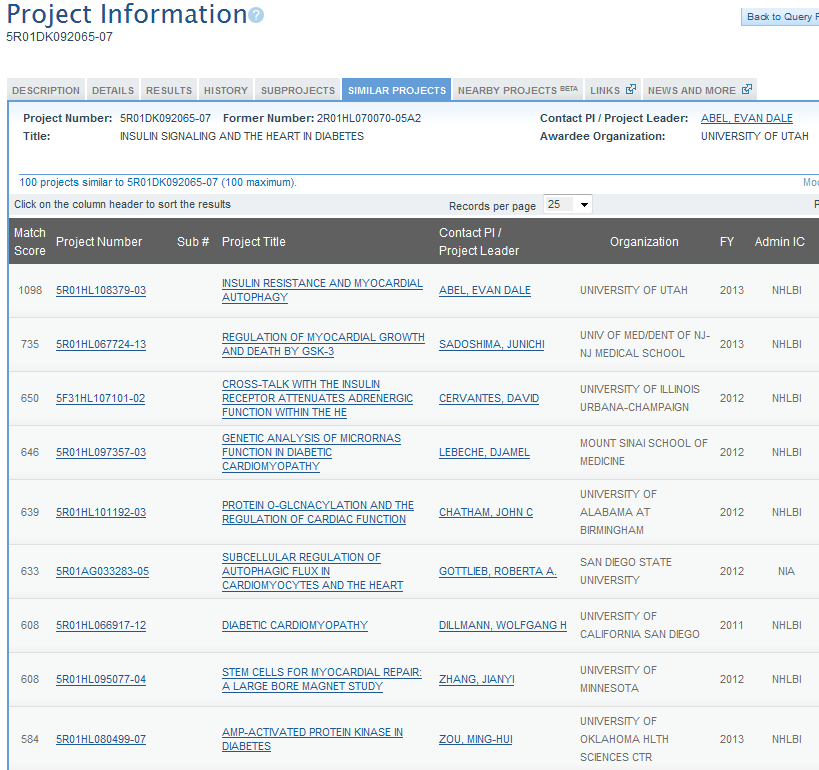 Project Information?
5R01DK092065-07
Back to Query F
DESCRIPTION DETAILS RESULTS HISTORY SUBPROJECTS SIMILAR PROJECTS NEARBY PROJECTS BETA LINKS NEWS AND MORE
Project Number: 5R01DK092065-07 Former Number: 2R01HL070070-05A2 Contact PI / Project Leader: ABEL, EVAN DALE
Title: INSULIN SIGNALING AND THE HEART IN DIABETES Awardee Organization: UNIVERSITY OF UTAH
100 projects similar to 5R01DK092065-07 (100 maximum).
Click on the column header to sort the results Records per page 25
Match Score Project Number Sub # Project Title Contact PI / Project Leader Organization FY Admin IC
1098 5R01HL108379-03 INSULIN RESISTANCE AND MYOCARDIAL AUTOPHAGY ABEL, EVAN DALE UNIVERSITY OF UTAH 2013 NHLBI
735 5R01HL067724-13 REGULATION OF MYOCARDIAL GROWTH AND DEATH BY GSK-3 SADOSHIMA, JUNICHI UNIV OF MED/DENT OF NJ-NJ MEDICAL SCHOOL 2013 NHLBI
650 5F31HL107101-02 CROSS-TALK WITH THE INSULIN RECEPTOR ATTENUATES ADRENERGIC FUNCTION WITHIN THE HE CERVANTES, DAVID UNIVERSITY OF ILLINOIS URBANA-CHAMPAIGN 2012 NHLBI
646 5R01HL097357-03 GENETIC ANALYSIS OF MICRORNAS FUNCTION IN DIABETIC CARDIOMYOPATHY LEBECHE, DJAMEL MOUNT SINAI SCHOOL OF MEDICINE 2012 NHLBI
639 5R01HL101192-03 PROTEIN O-GLCNACYLATION AND THE REGULATION OF CARDIAC FUNCTION CHATHAM, JOHN C UNIVERSITY OF ALABAMA AT BIRMINGHAM 2012 NHLBI
633 5R01AG033283-05 SUBCELLULAR REGULATION OF AUTOPHAGIC FLUX IN CARDIOMYOCYTES AND THE HEART GOTTLIEB, ROBERTA A. SAN DIEGO STATE UNIVERSITY 2012 NIA
608 5R01HL066917-12 DIABETIC CARDIOMYOPATHY DILLMANN, WOLFGANG H UNIVERSITY OF CALIFORNIA SAN DIEGO 2011 NHLBI
608 5R01HL095077-04 STEM CELLS FOR MYOCARDIAL REPAIR: A LARGE BORE MAGNET STUDY ZHANG, JIANYI UNIVERSITY OF MINNESOTA 2012 NHLBI
584 5R01HL080499-07 AMP-ACTIVATED PROTEIN KINASE IN DIABETES ZOU, MING-HUI UNIVERSITY OF OKLAHOMA HLTH SCIENCES CTR 2013 NHLBI